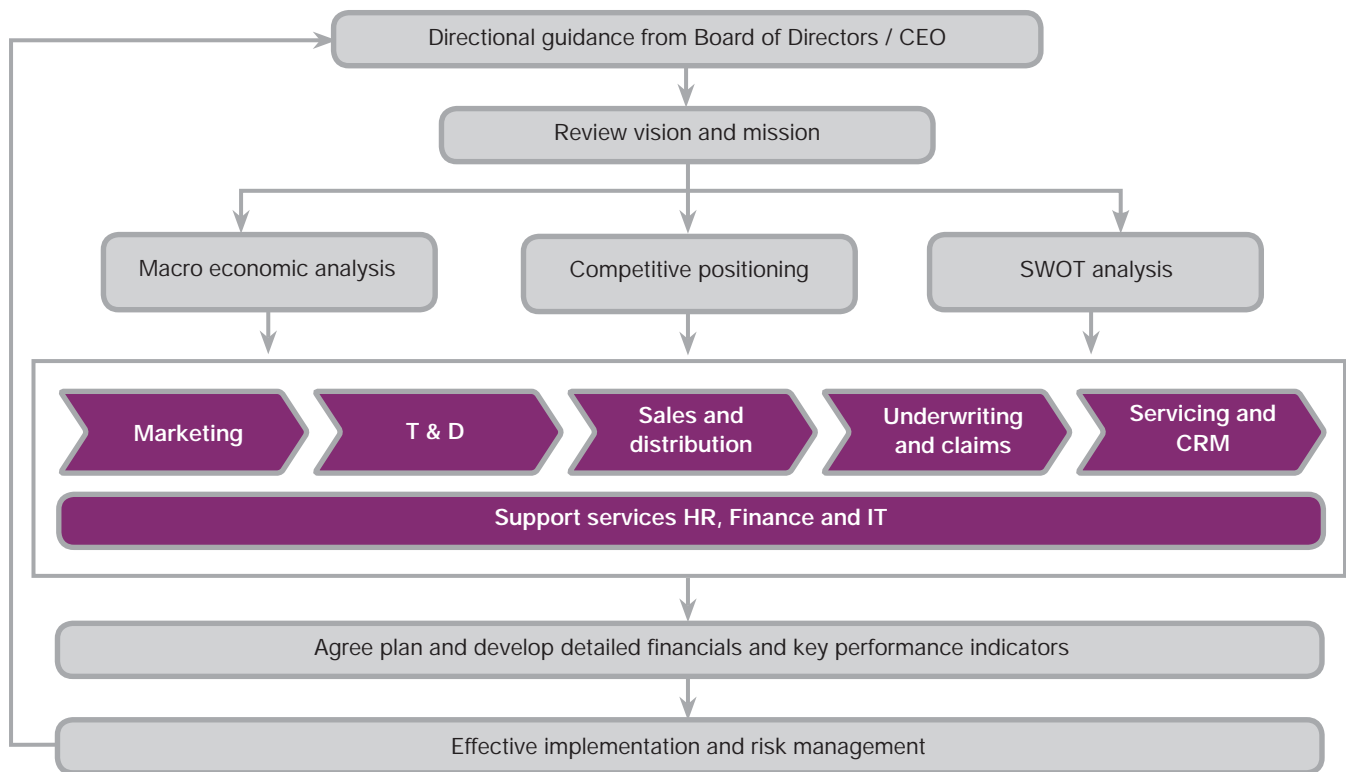 Directional guidance from Board of Directors / CEO
Review vision and mission
Macro economic analysis
Competitive positioning
SWOT analysis
Marketing
T & D
Sales and
distribution
Underwriting
and claims
Servicing and
CRM
Support services HR, Finance and IT
Agree plan and develop detailed financials and key performance indicators
Effective implementation and risk management